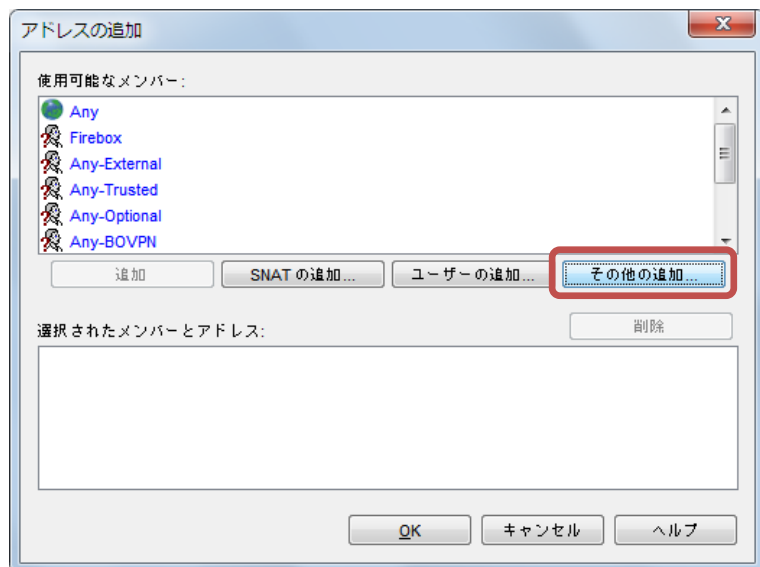 アドレスの追加
使用可能なメンバー:
Any
Firebox
Any-External
Any-Trusted
Any-Optional
Any-BOVPN
追加 SNAT の追加... ユーザーの追加... その他の追加...
選択されたメンバーとアドレス: 削除
OK キャンセル ヘルプ